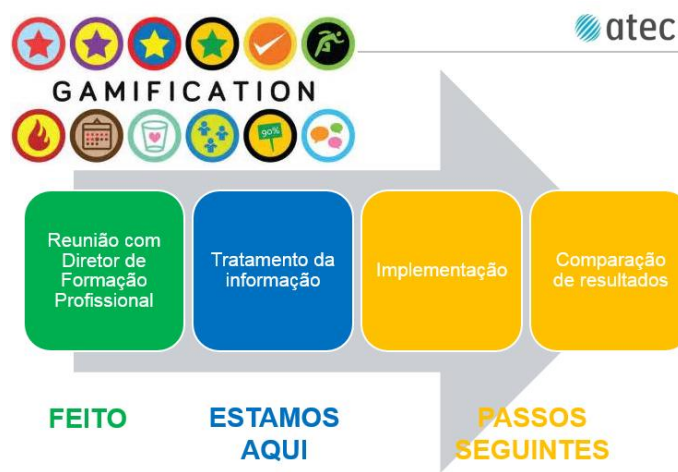 atec
GAMIFICATION
90%
Reunião com
Diretor de
Formação
Profissional
Tratamento da
informação
Implementação
Comparação
de resultados
FEITO
ESTAMOS
AQUI
PASSOS
SEGUINTES